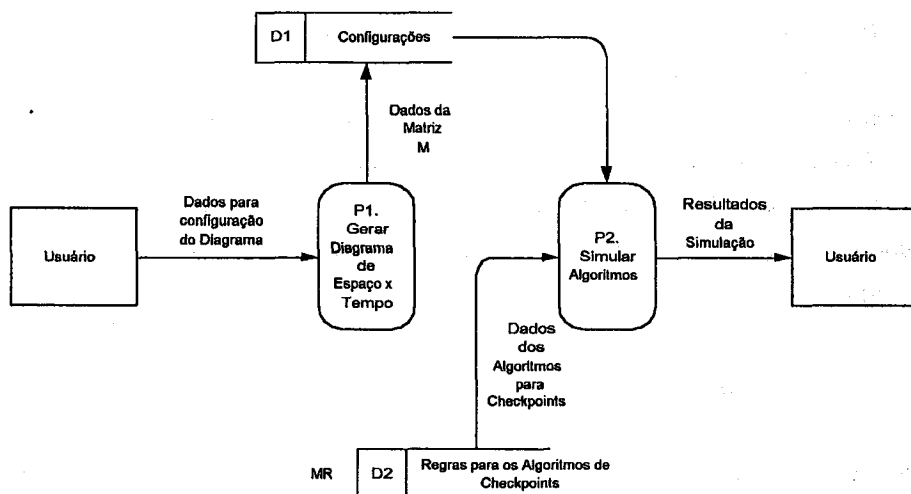 D1 Configurações
Dados da
Matriz
M
Usuário
Dados para
configuração
do Diagrama
P1.
Gerar
Diagrama
de
Espaço x
Tempo
P2.
Simular
Algoritmos
Resultados
da
Simulação
Usuário
Dados
dos
Algoritmos
para
Checkpoints
MR D2 Regras para os Algoritmos de
Checkpoints